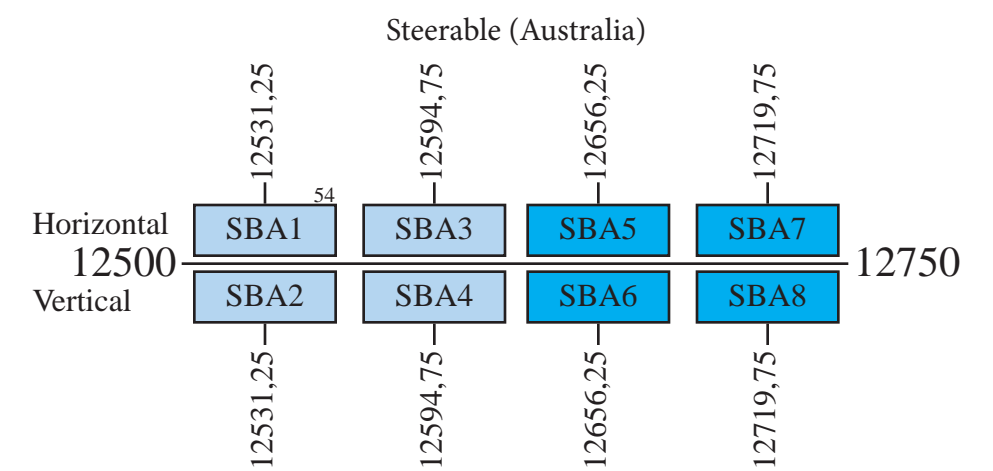 Steerable (Australia)
12531,25 12594,75 12656,25 12719,75
54
Horizontal SBA1 SBA3 SBA5 SBA7
12500 12750
Vertical SBA2 SBA4 SBA6 SBA8
12531,25 12594,75 12656,25 12719,75